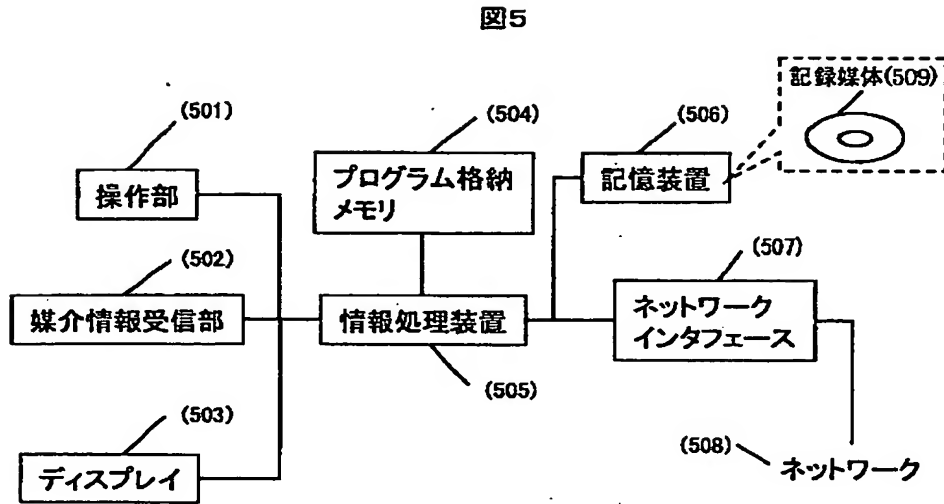 図5
記録媒体(509)
(501)
(504)
(506)
操作部
プログラム格納
メモリ
記憶装置
(502)
(507)
媒介情報受信部
情報処理装置
ネットワーク
インタフェース
(503)
(505)
ディスプレイ
(508)
ネットワーク